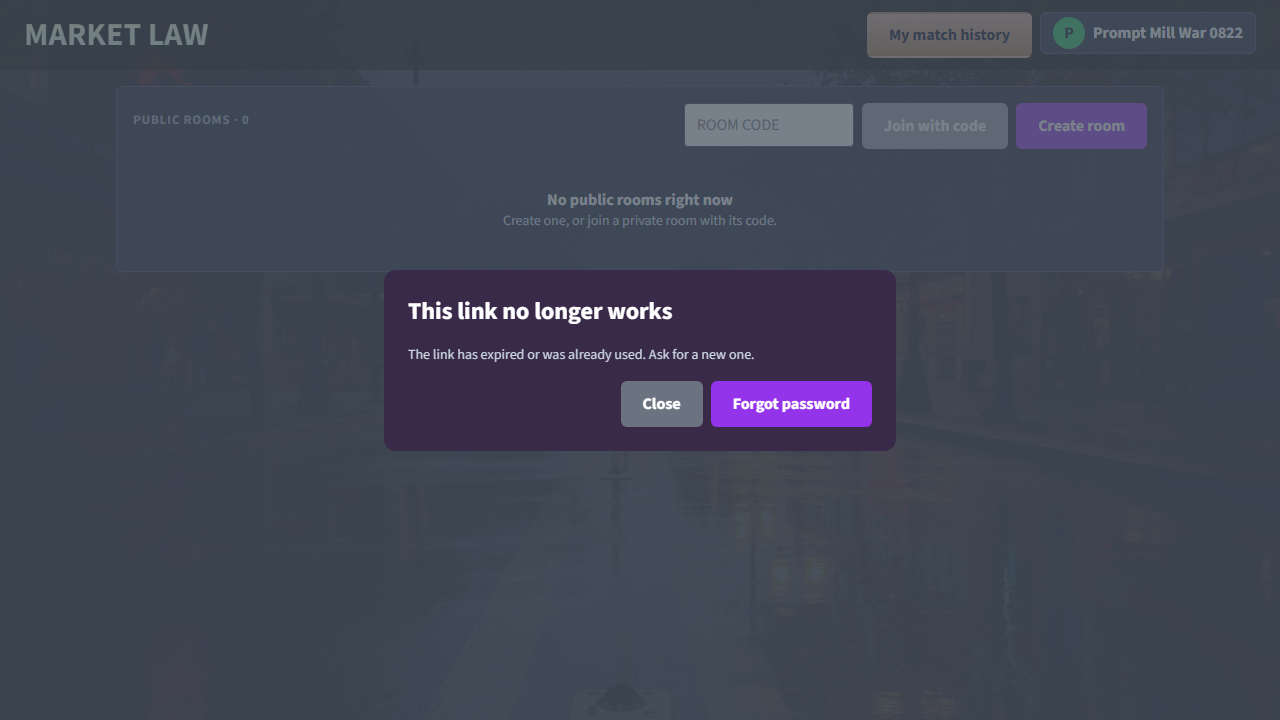 MARKET LAW
My match history
P
Prompt Mill War 0822
PUBLIC ROOMS · 0
ROOM CODE
Join with code
Create room
No public rooms right now
Create one, or join a private room with its code.
This link no longer works
The link has expired or was already used. Ask for a new one.
Close
Forgot password